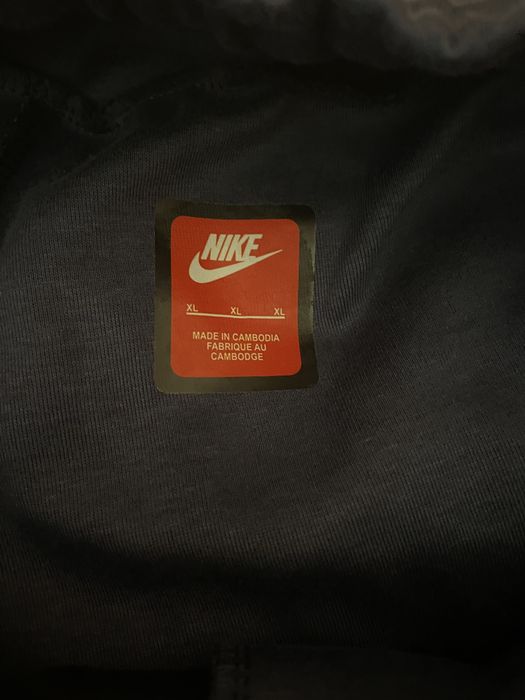 NIKE
XL XL XL
MADE IN CAMBODIA
FABRIQUE AU
CAMBODGE